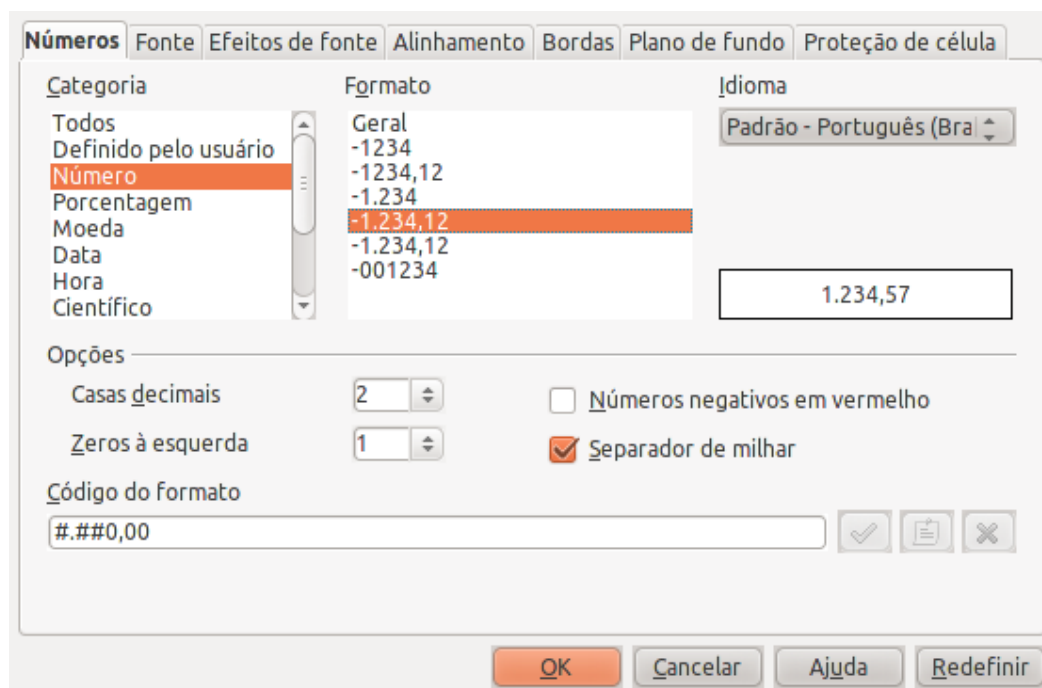 Números Fonte Efeitos de fonte Alinhamento Bordas Plano de fundo Proteção de célula
Categoria Formato Idioma
Todos Geral Padrão - Português (Bra
Definido pelo usuário -1234
Número -1234,12
Porcentagem -1.234
Moeda -1.234,12
Data -1.234,12
Hora -001234
Científico 1.234,57
Opções
Casas decimais 2 Números negativos em vermelho
Zeros à esquerda 1 Separador de milhar
Código do formato
#.##0,00
OK Cancelar Ajuda Redefinir